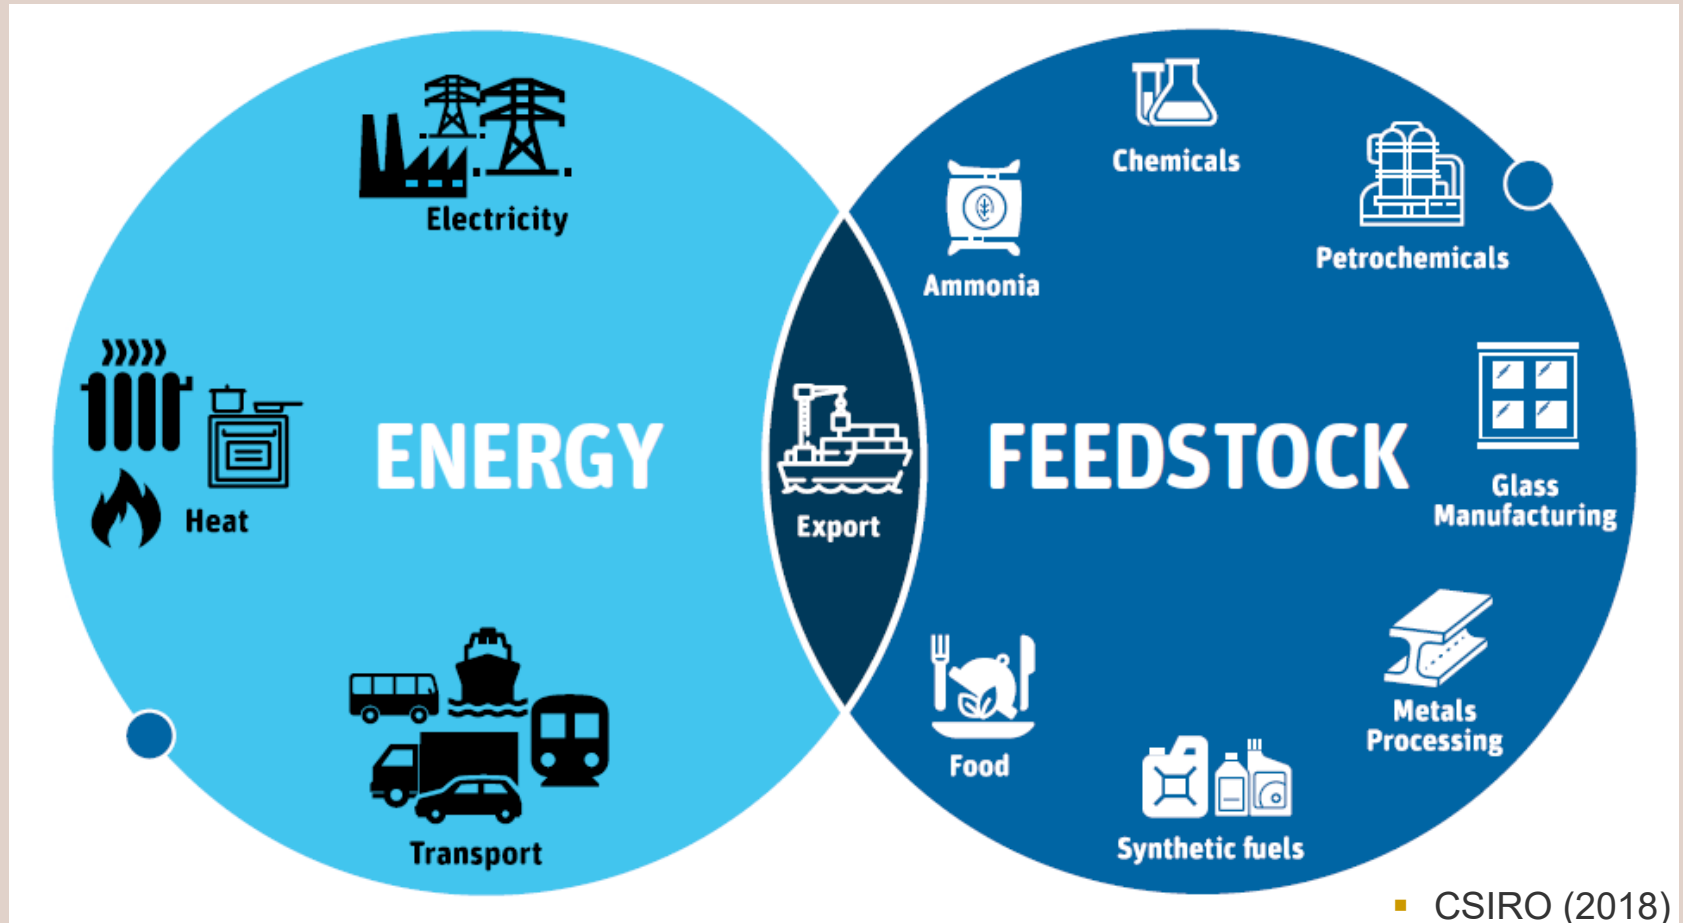 Electricity
Heat
ENERGY
Transport
Export
Chemicals
Ammonia
Petrochemicals
FEEDSTOCK
Glass
Manufacturing
Metals
Processing
Food
Synthetic fuels
▪ CSIRO (2018)